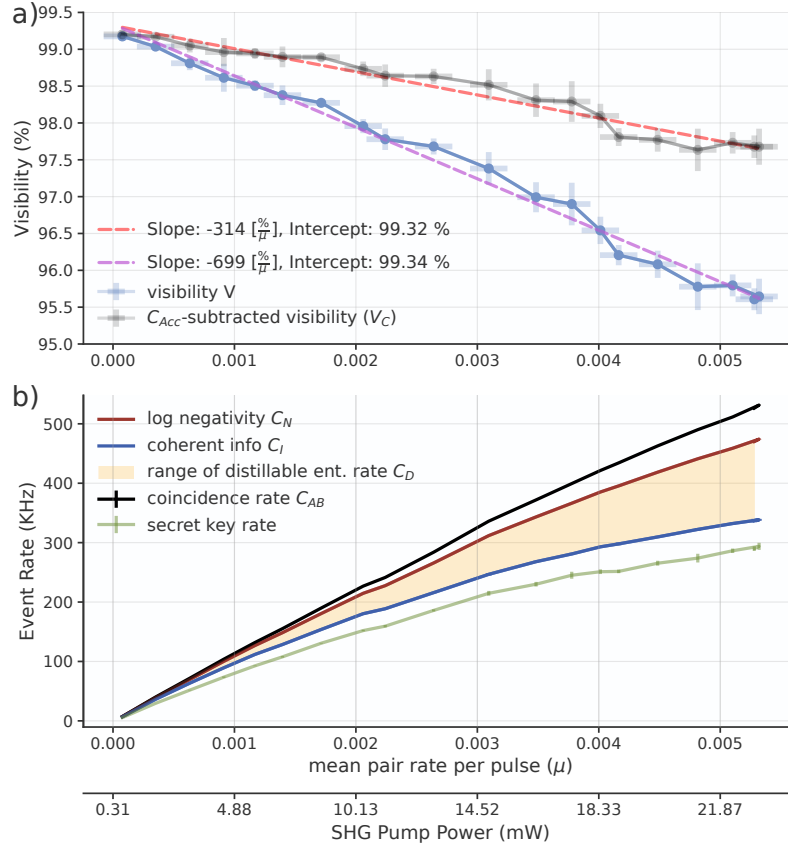 a)
99.5
99.0
98.5
98.0
97.5
97.0
96.5
96.0
95.5
95.0
Visibility (%)
Slope: -314 [%/μ], Intercept: 99.32 %
Slope: -699 [%/μ], Intercept: 99.34 %
visibility V
C_Acc-subtracted visibility (V_C)
0.000 0.001 0.002 0.003 0.004 0.005
b)
500
400
300
200
100
0
Event Rate (KHz)
log negativity C_N
coherent info C_I
range of distillable ent. rate C_D
coincidence rate C_AB
secret key rate
0.000 0.001 0.002 0.003 0.004 0.005
mean pair rate per pulse (μ)
0.31 4.88 10.13 14.52 18.33 21.87
SHG Pump Power (mW)